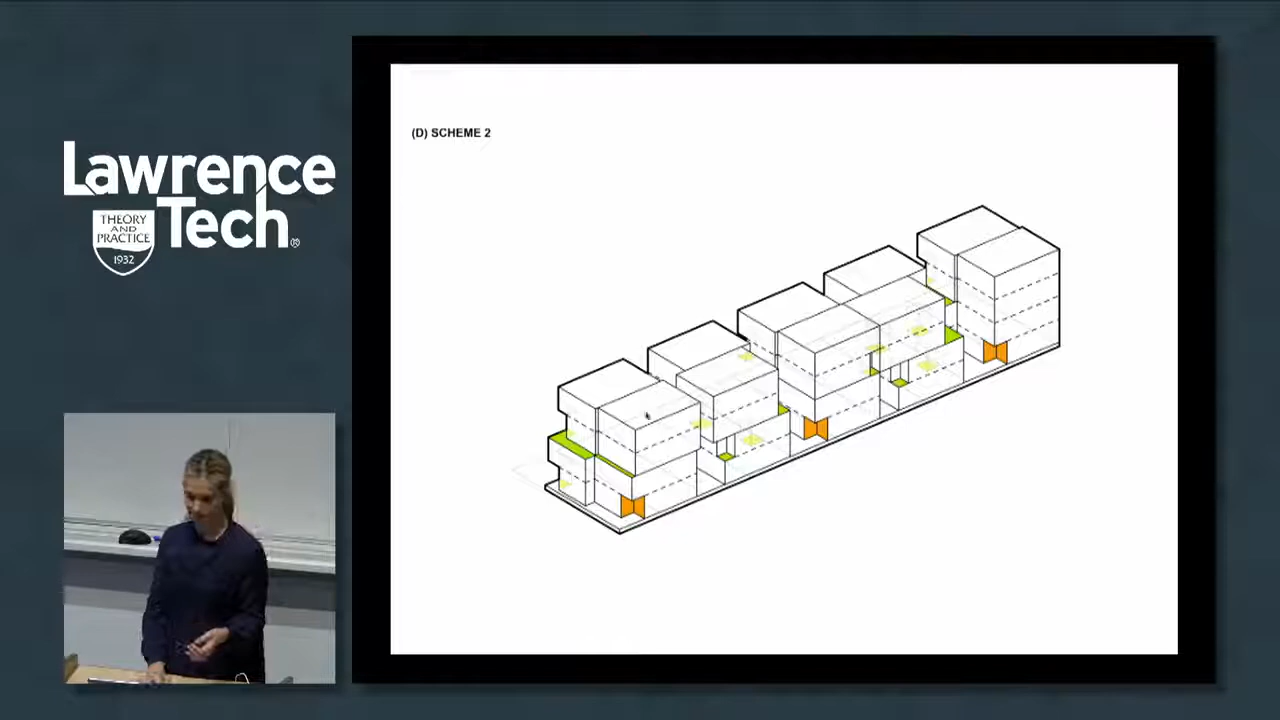 Lawrence
Tech®
THEORY
AND
PRACTICE
1932
(D) SCHEME 2